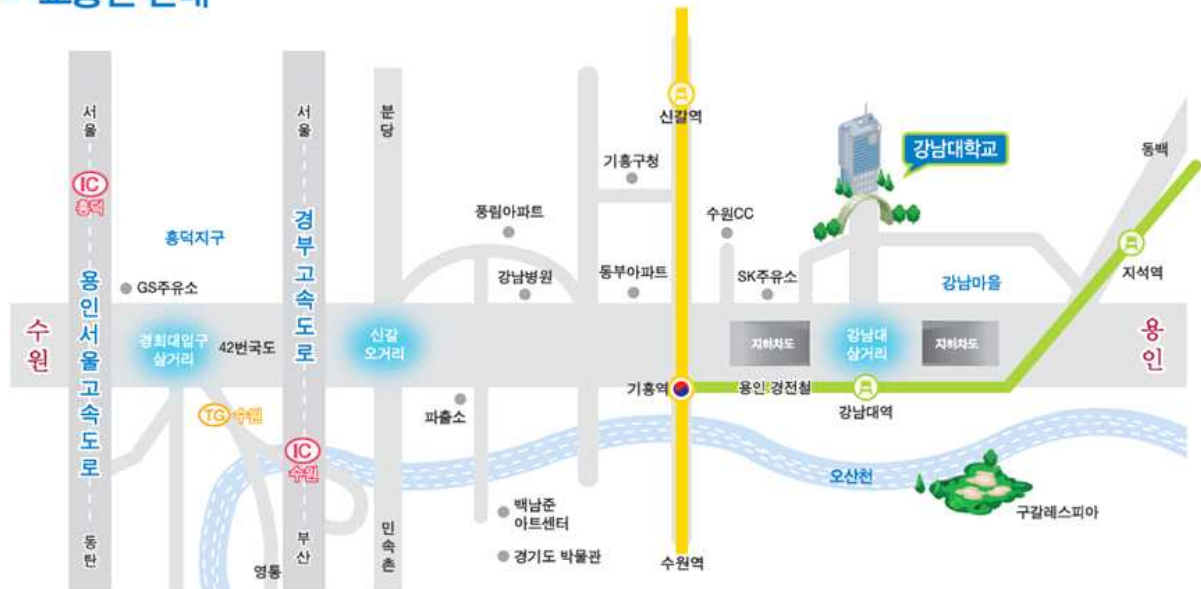 서울
서울
분당
신갈역
강남대학교
동백
기흥구청
IC
흥덕
풍림아파트
수원CC
흥덕지구
경부고속도로
강남병원
동부아파트
SK주유소
강남마을
지석역
GS주유소
용인서울고속도로
수원
경희대입구
삼거리
42번국도
신갈
오거리
지하차도
강남대
삼거리
지하차도
용인
기흥역
용인 경전철
강남대역
TG 수원
파출소
IC
수원
오산천
백남준
아트센터
구갈레스피아
경기도 박물관
동탄
영통
부산
민속촌
수원역